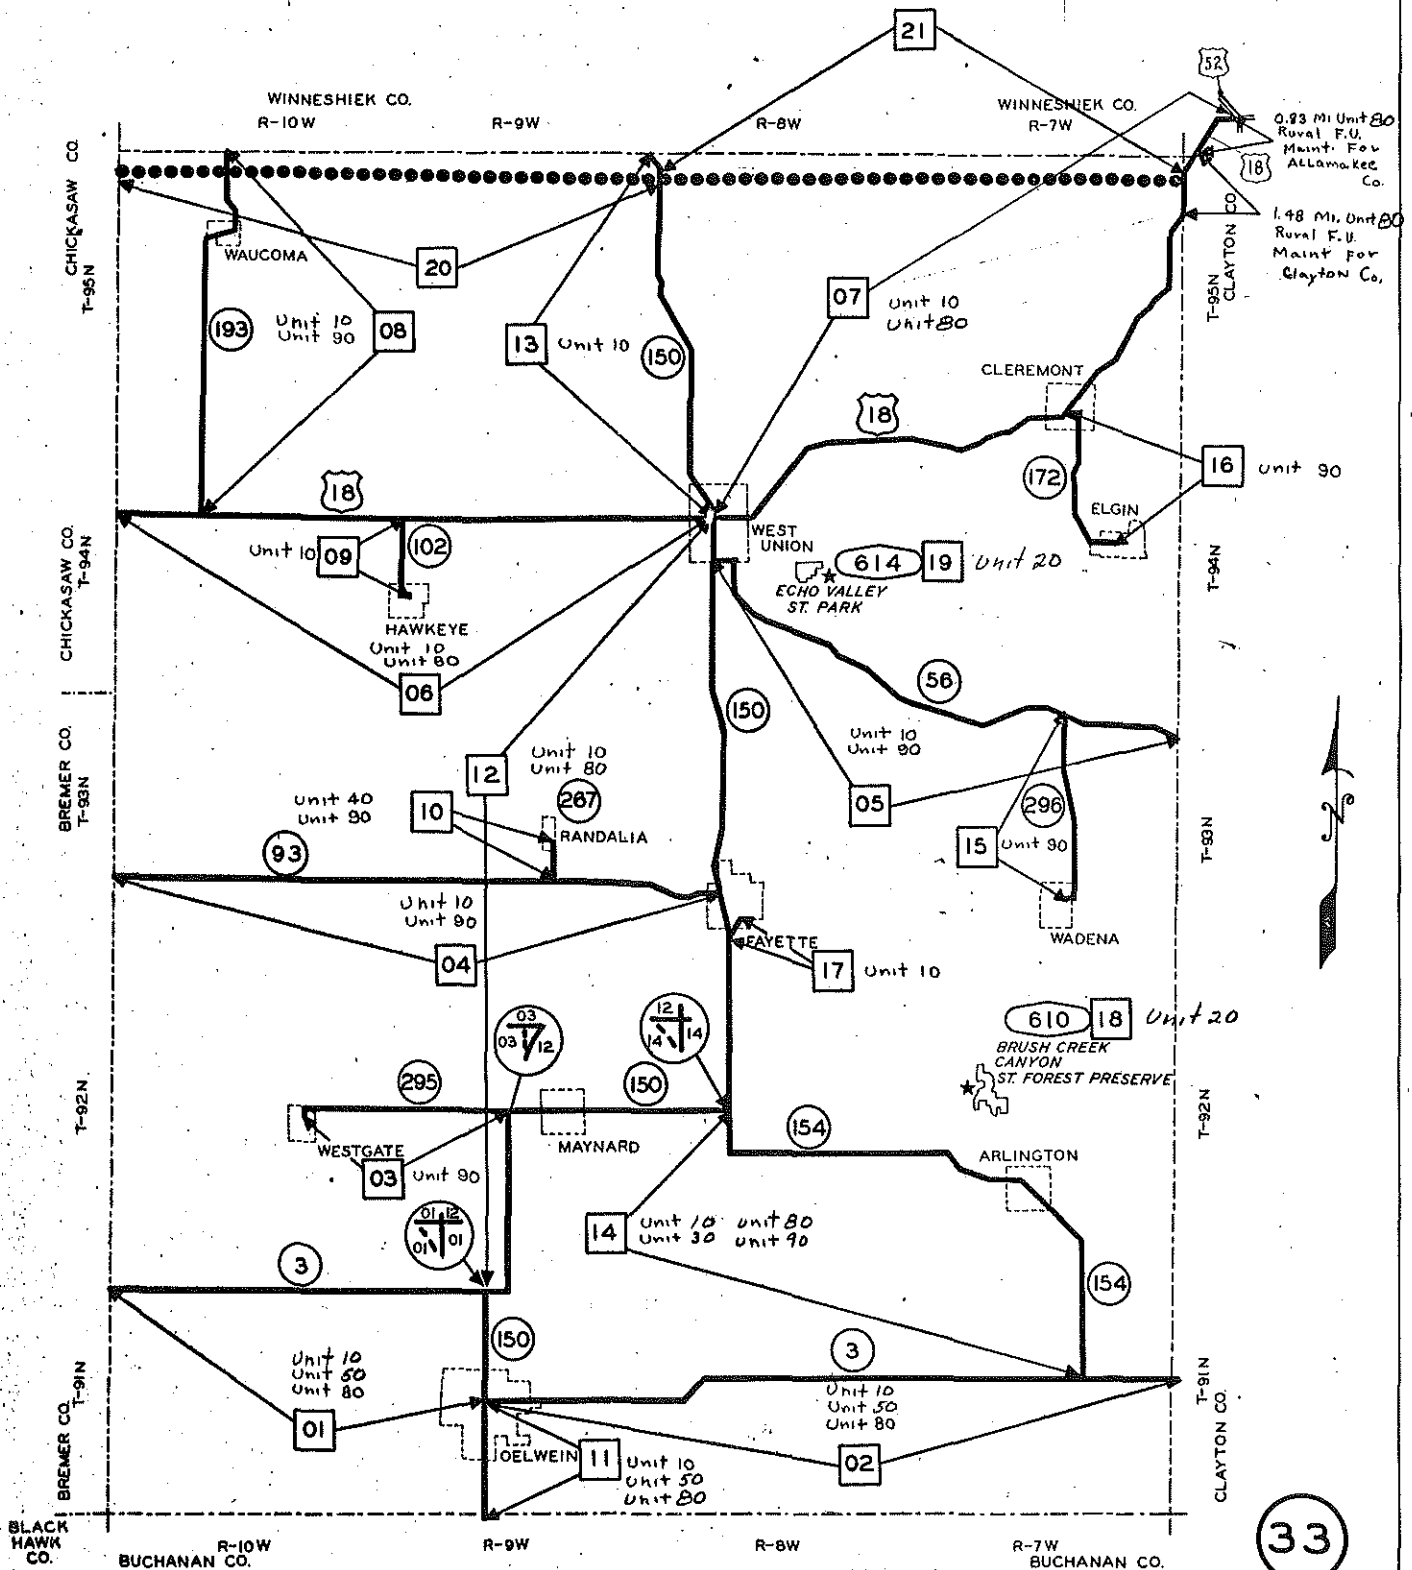 21
52
WINNESHIEK CO.
WINNESHIEK CO.
R-10W
R-9W
R-8W
R-7W
0.83 Mi Unit 80
Rural F.U.
Maint. For
Allamakee
Co.
18
1.48 Mi. Unit 80
Rural F.U.
Maint For
Clayton Co.
CHICKASAW CO.
T-95N
WAUCOMA
20
CLAYTON CO.
T-95N
193
Unit 10
Unit 90
08
13
Unit 10
150
07
Unit 10
Unit 80
CLEREMONT
18
18
172
16
Unit 90
ELGIN
Unit 10
09
102
WEST
UNION
614
19
Unit 20
ECHO VALLEY
ST. PARK
CHICKASAW CO.
T-94N
T-94N
HAWKEYE
Unit 10
Unit 80
06
56
150
Unit 10
Unit 90
05
12
Unit 10
Unit 80
267
BREMER CO.
T-93N
Unit 40
Unit 90
10
RANDALIA
93
296
15
Unit 90
T-93N
Unit 10
Unit 90
04
FAYETTE
17
Unit 10
WADENA
03
03
12
12
14
14
610
18
Unit 20
BRUSH CREEK
CANYON
ST. FOREST PRESERVE
295
150
T-92N
T-92N
WESTGATE
MAYNARD
154
ARLINGTON
03
Unit 90
01
12
01
01
14
Unit 10 Unit 80
Unit 30 Unit 90
3
154
150
3
Unit 10
Unit 50
Unit 80
Unit 10
Unit 50
Unit 80
BREMER CO.
T-91N
T-91N
CLAYTON CO.
01
OELWEIN
11
Unit 10
Unit 50
Unit 80
02
BLACK
HAWK
CO.
R-10W
R-9W
R-8W
R-7W
BUCHANAN CO.
BUCHANAN CO.
33
N